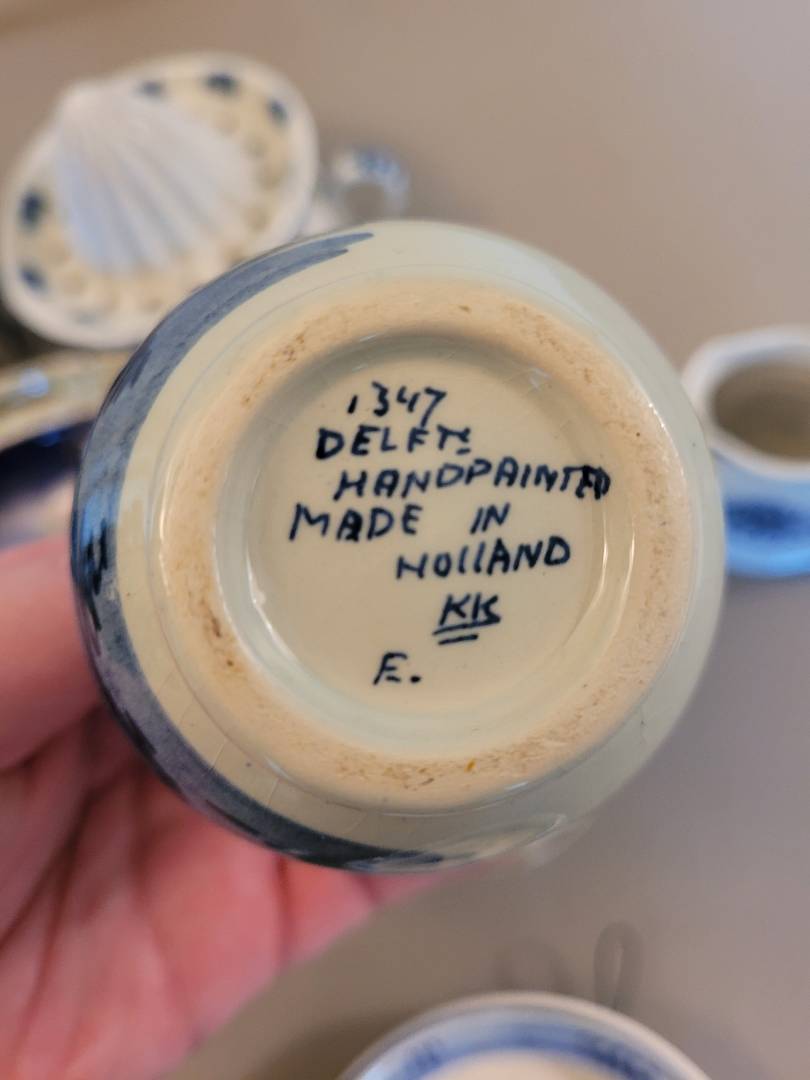 1347
DELFTS
HANDPAINTED
MADE IN
HOLLAND
KK
E.